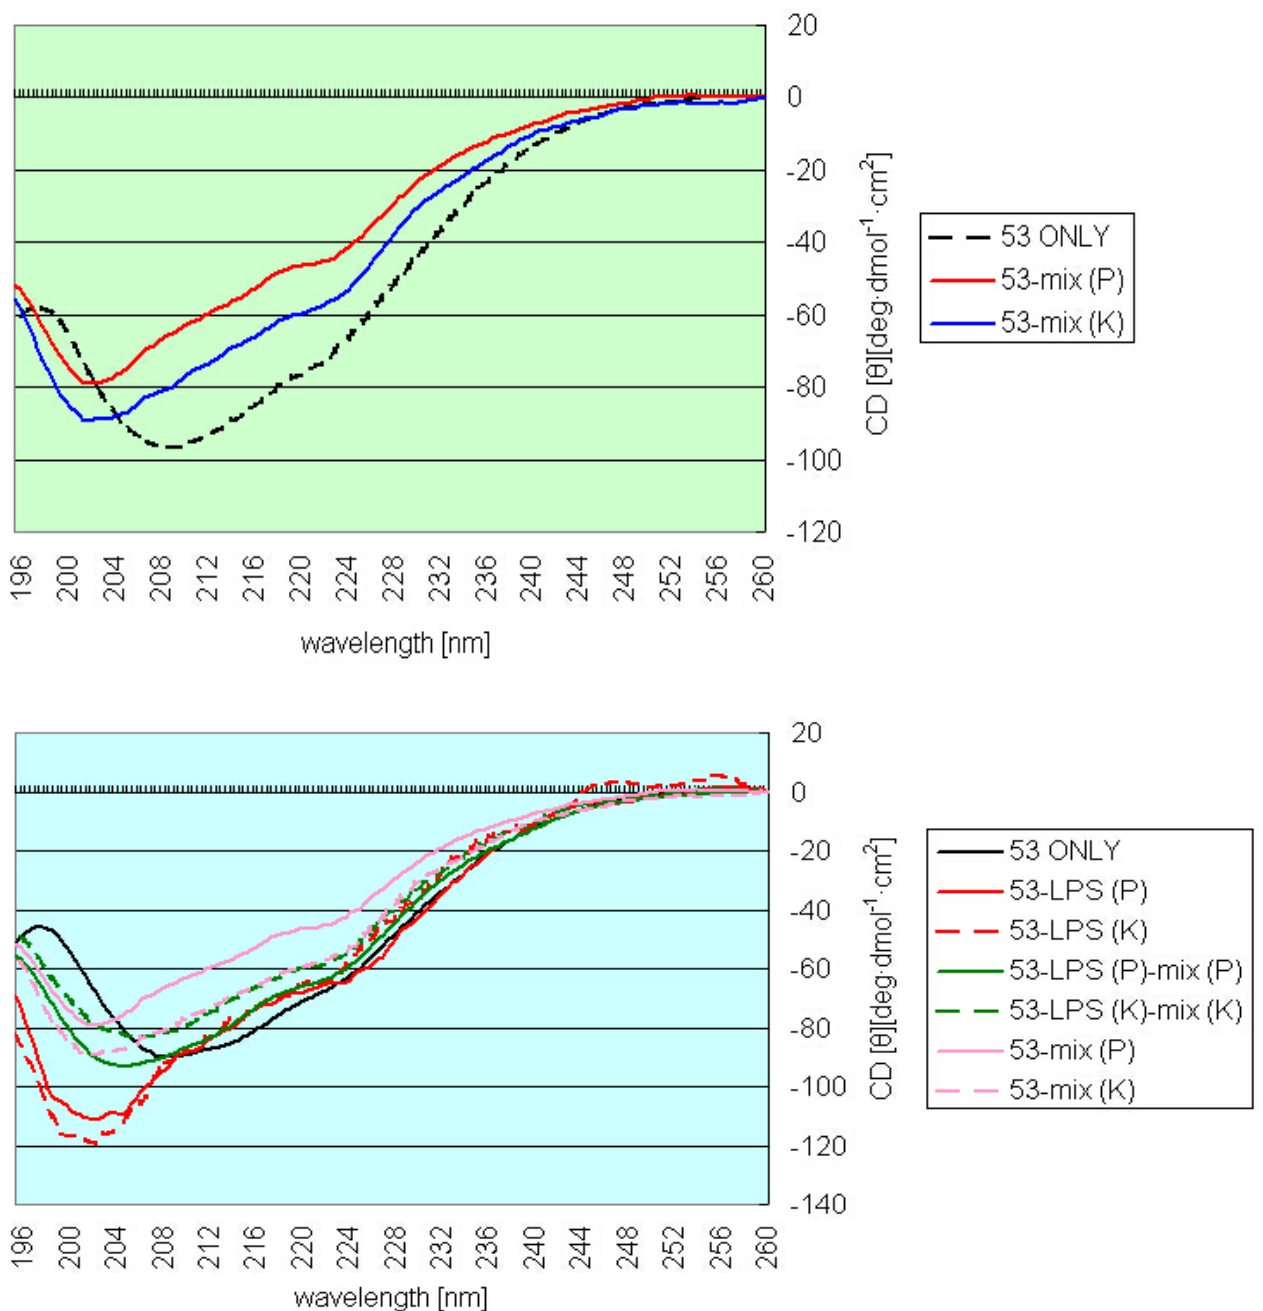 20
0
-20
-40
-60
-80
-100
-120
CD [θ][deg·dmol⁻¹·cm²]
196 200 204 208 212 216 220 224 228 232 236 240 244 248 252 256 260
wavelength [nm]
53 ONLY
53-mix (P)
53-mix (K)
20
0
-20
-40
-60
-80
-100
-120
-140
CD [θ][deg·dmol⁻¹·cm²]
196 200 204 208 212 216 220 224 228 232 236 240 244 248 252 256 260
wavelength [nm]
53 ONLY
53-LPS (P)
53-LPS (K)
53-LPS (P)-mix (P)
53-LPS (K)-mix (K)
53-mix (P)
53-mix (K)